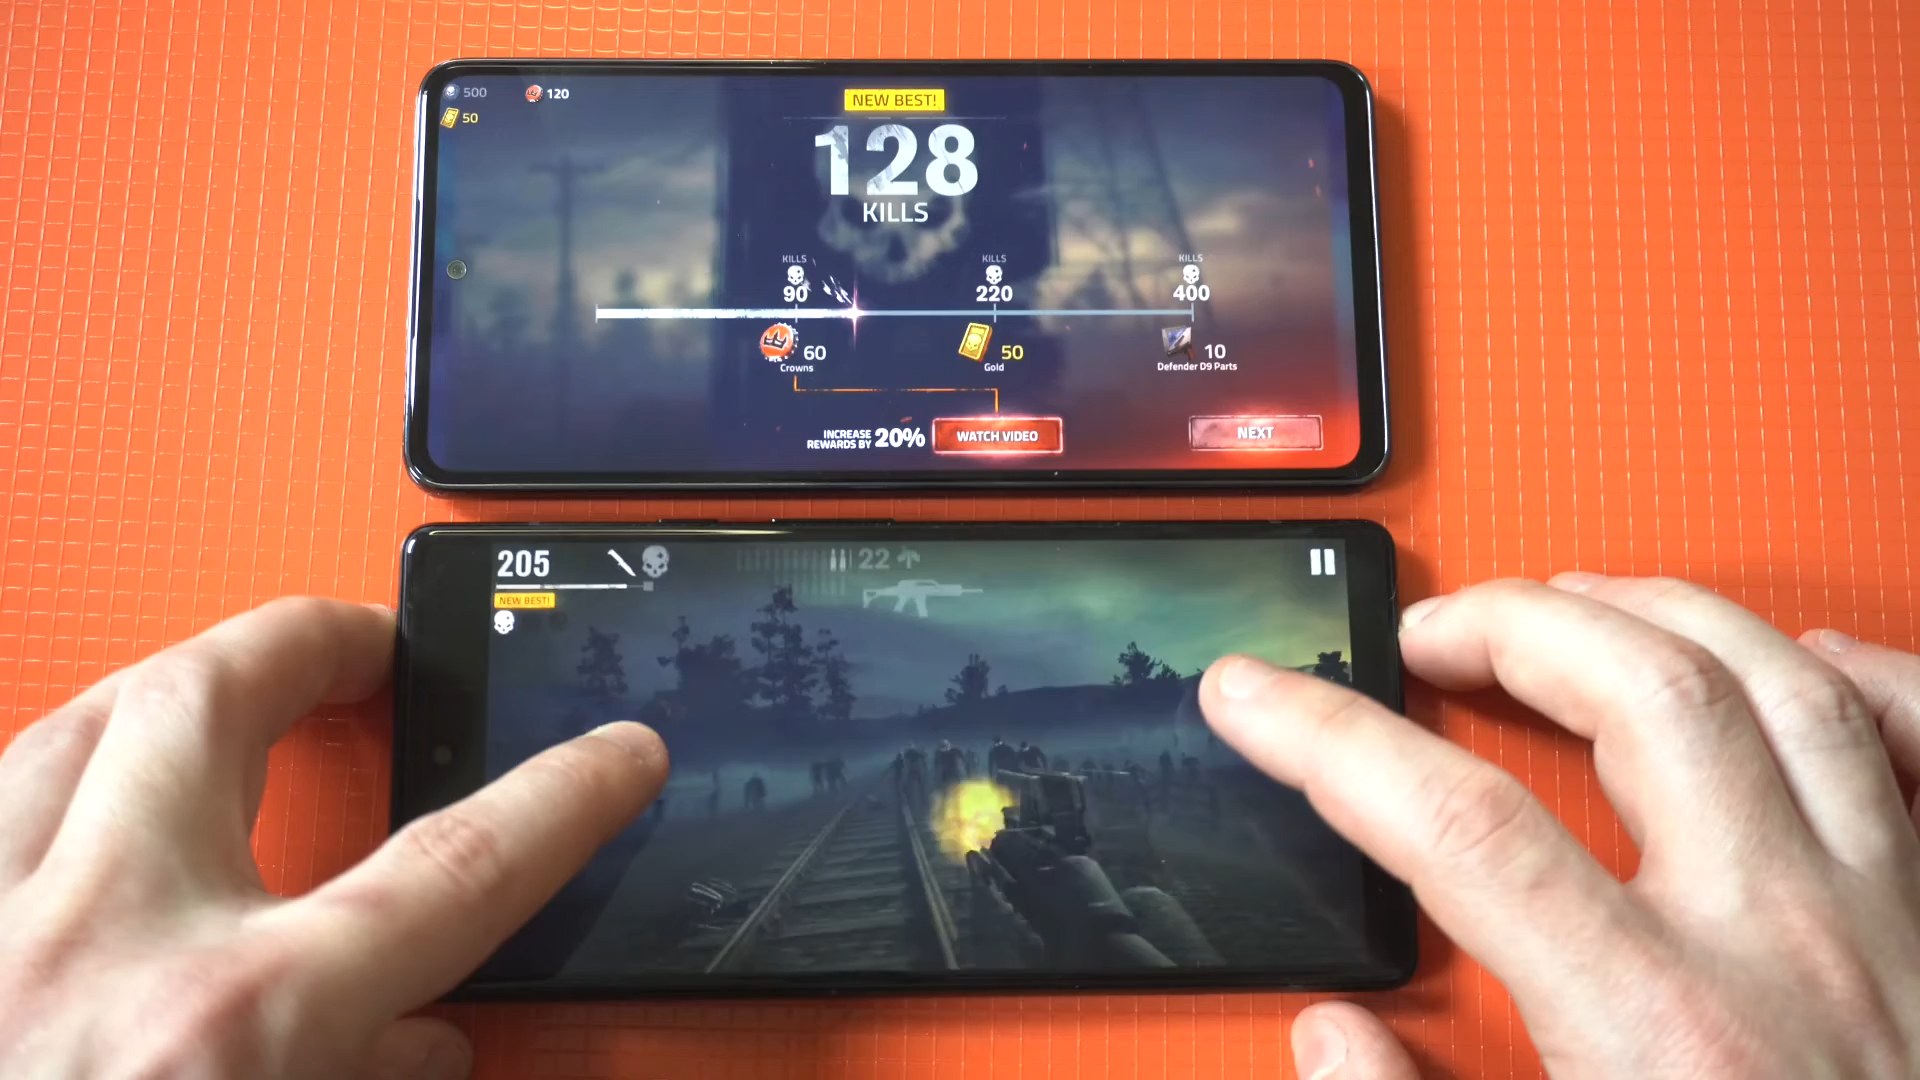 500 120
50
NEW BEST!
128
KILLS
KILLS KILLS KILLS
90 220 400
60 50 10
Crowns Gold Defender D9 Parts
INCREASE
REWARDS BY 20% WATCH VIDEO NEXT
205 22
NEW BEST!